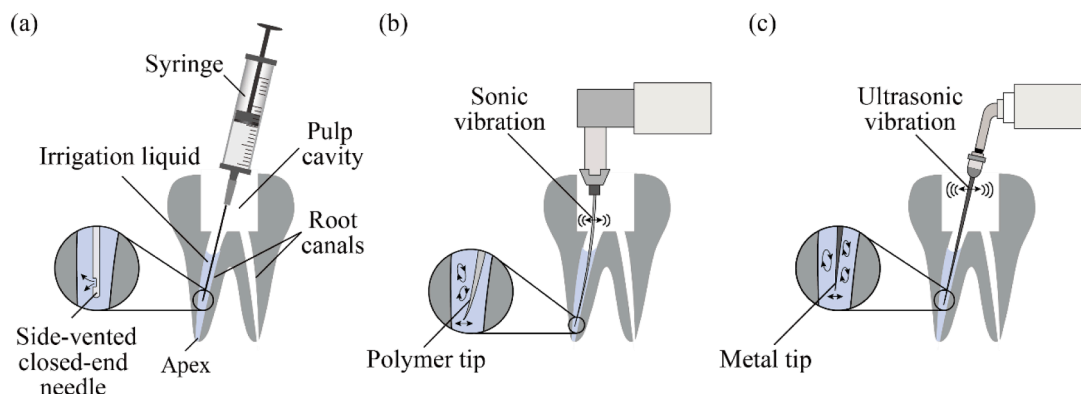 (a)
Syringe
Irrigation liquid
Pulp
cavity
Root
canals
Side-vented
closed-end
needle
Apex
(b)
Sonic
vibration
Polymer tip
(c)
Ultrasonic
vibration
Metal tip